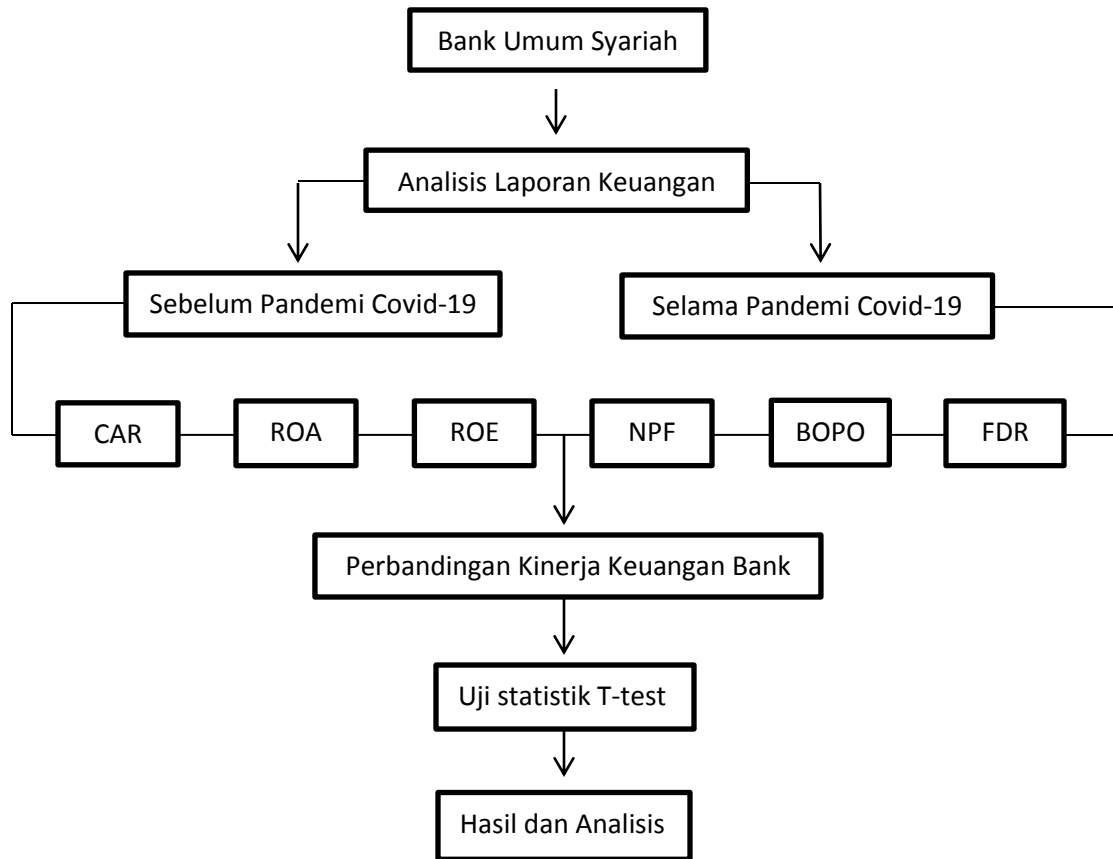 Bank Umum Syariah
Analisis Laporan Keuangan
Sebelum Pandemi Covid-19
Selama Pandemi Covid-19
CAR
ROA
ROE
NPF
BOPO
FDR
Perbandingan Kinerja Keuangan Bank
Uji statistik T-test
Hasil dan Analisis